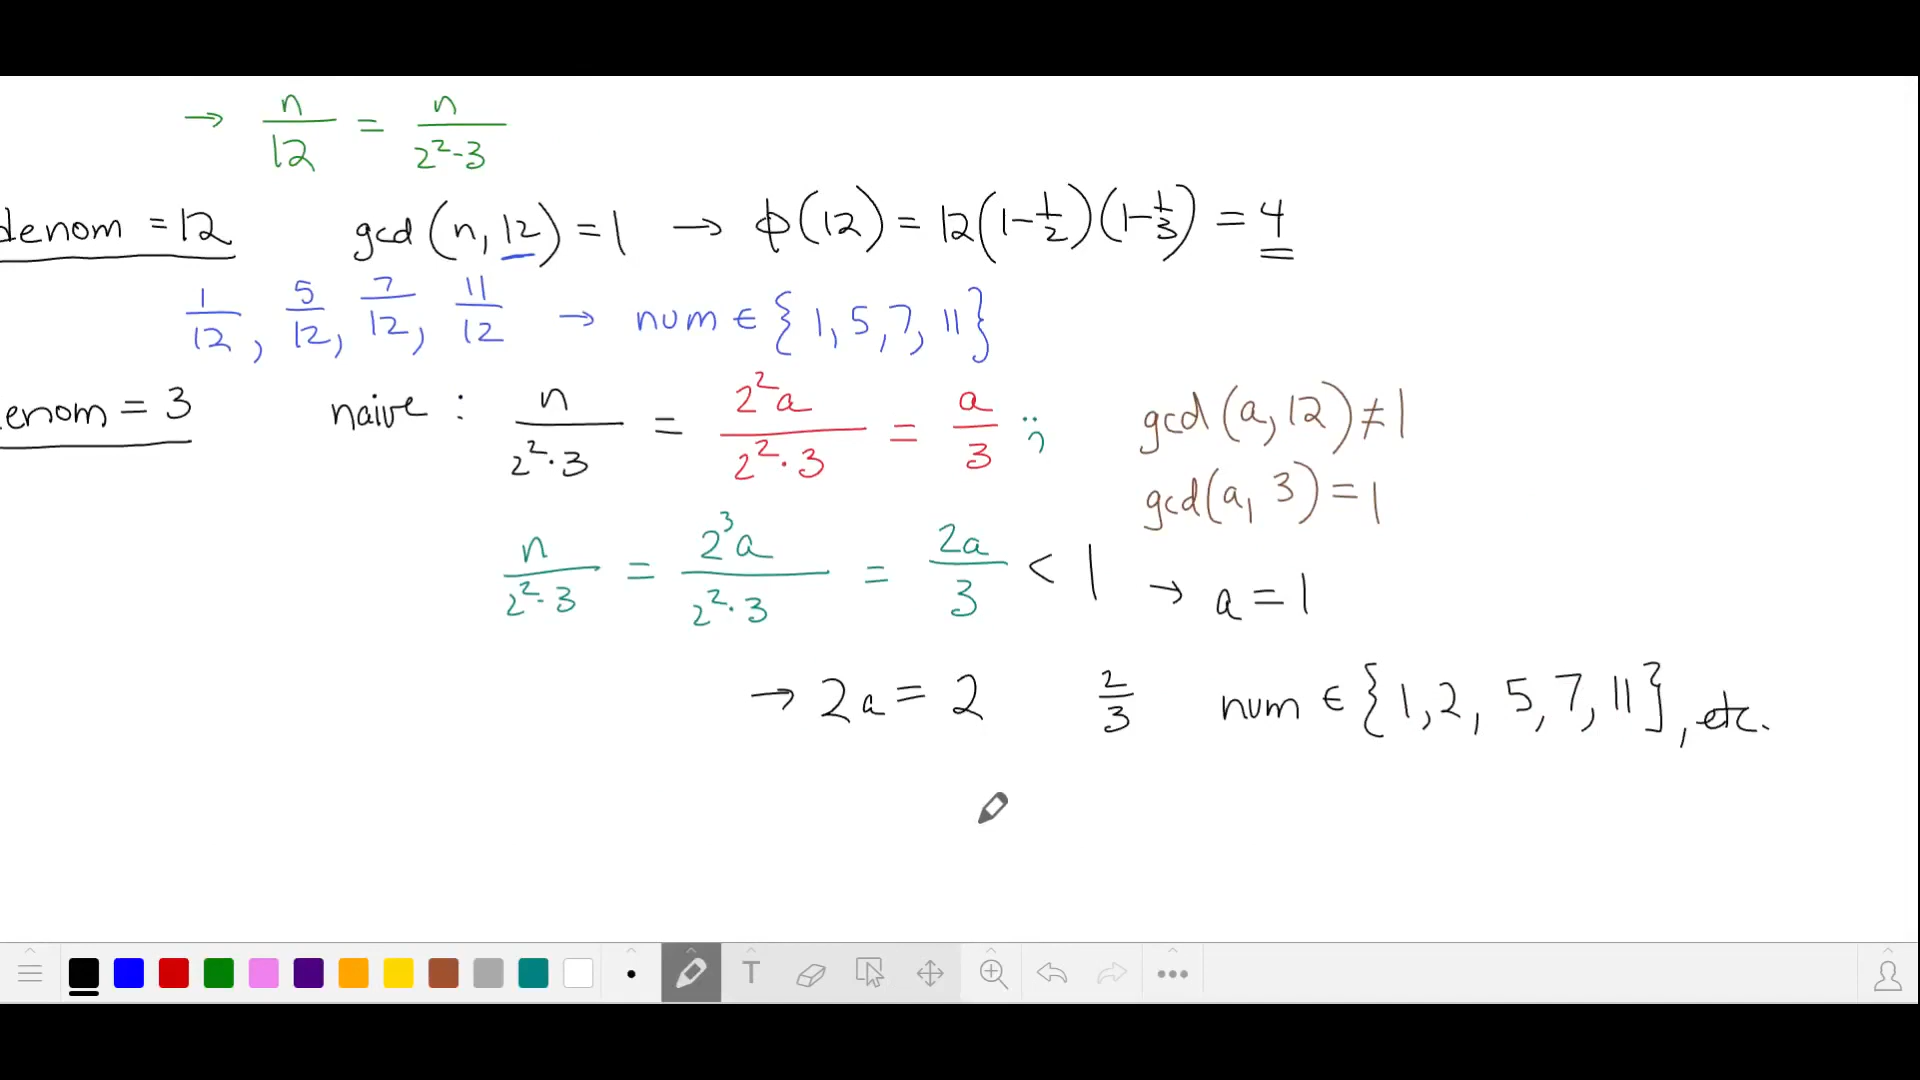 → n/12 = n/2²·3
denom = 12 gcd(n, 12) = 1 → φ(12) = 12(1-1/2)(1-1/3) = 4
1/12, 5/12, 7/12, 11/12 → num ∈ {1, 5, 7, 11}
enom = 3 naive : n/2²·3 = 2²a/2²·3 = a/3 gcd(a, 12) ≠ 1
gcd(a, 3) = 1
n/2²·3 = 2³a/2²·3 = 2a/3 < 1 → a = 1
→ 2a = 2 2/3 num ∈ {1, 2, 5, 7, 11}, etc.
T